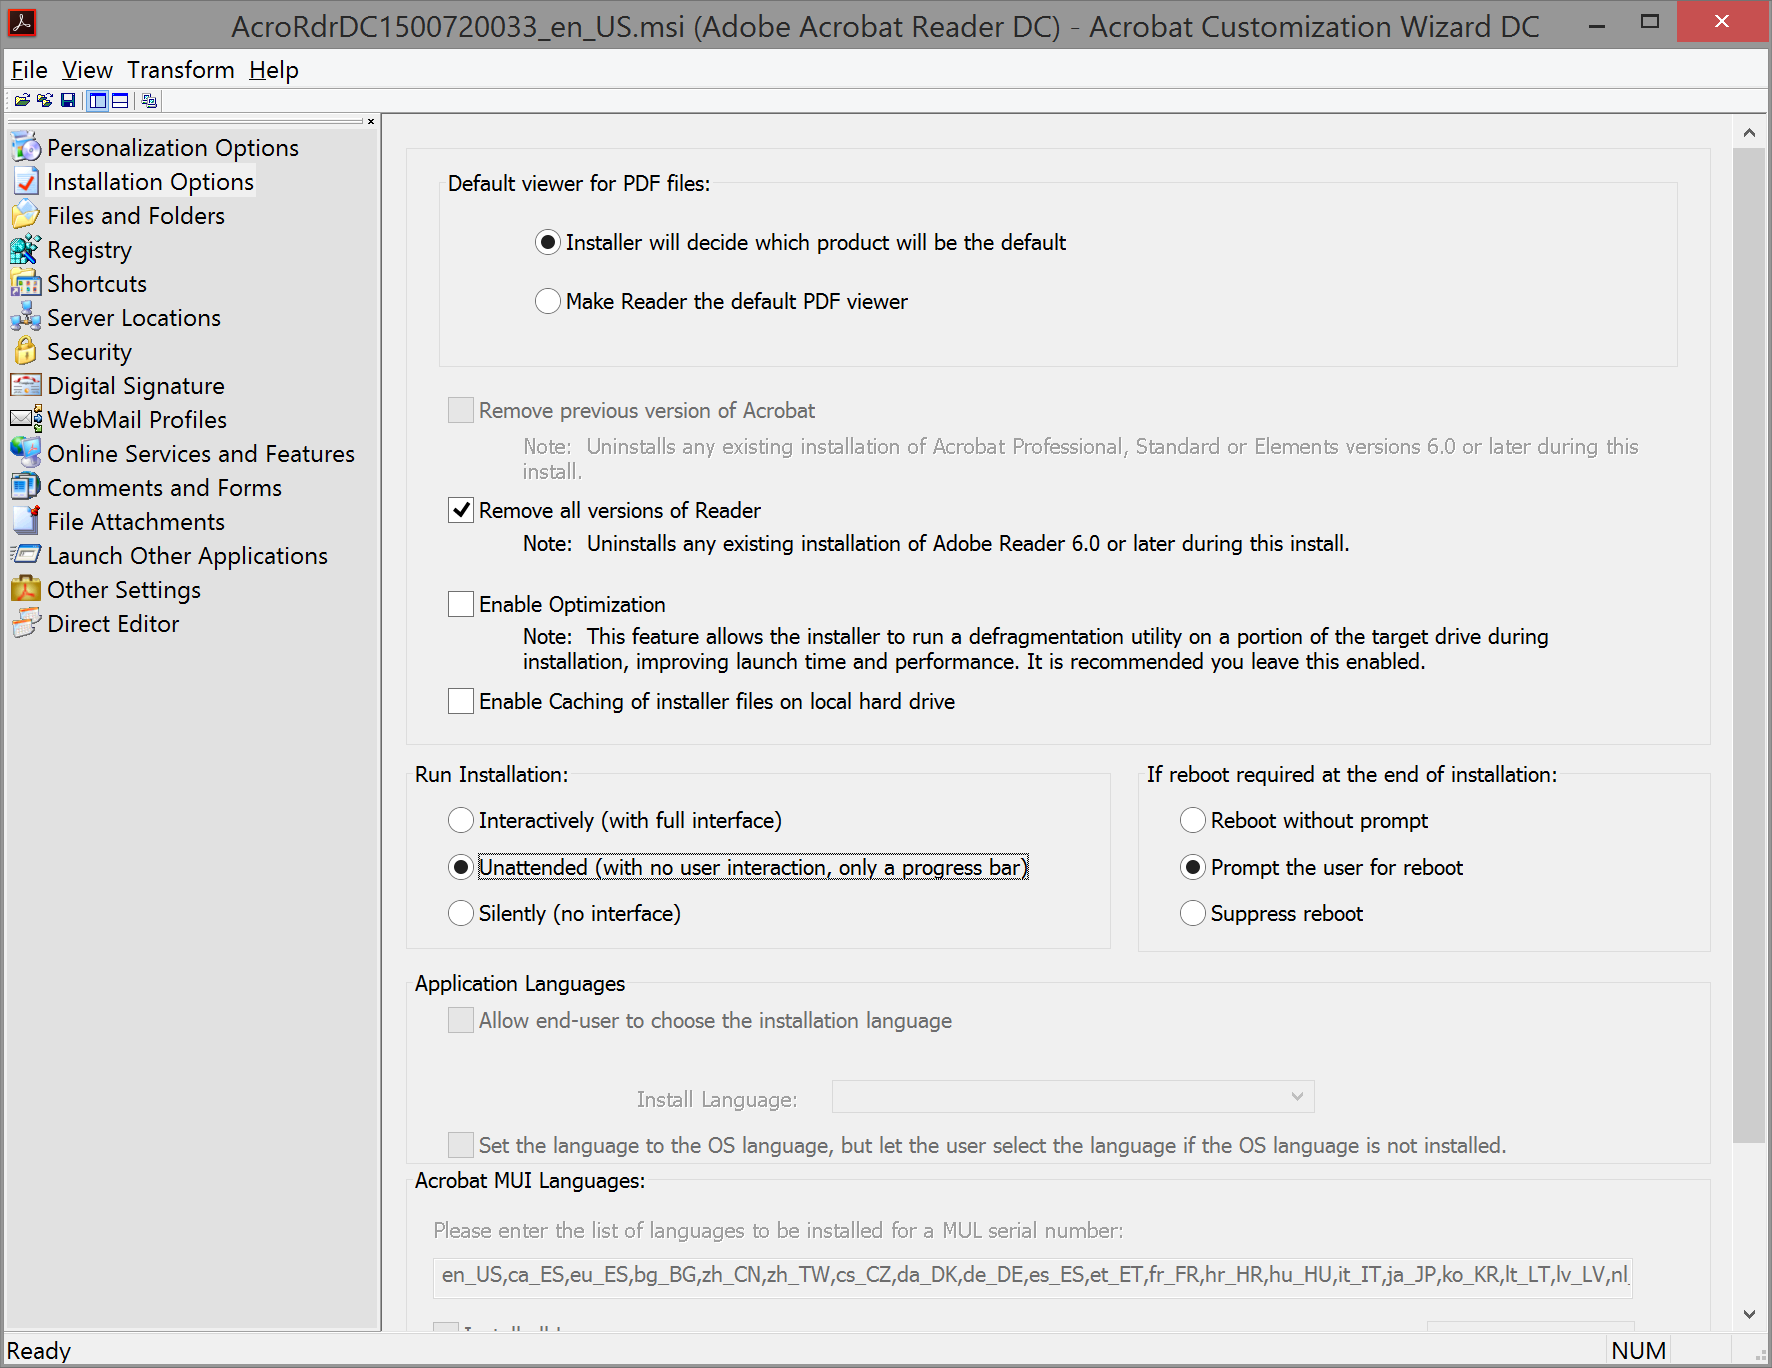 AcroRdrDC1500720033_en_US.msi (Adobe Acrobat Reader DC) - Acrobat Customization Wizard DC
File View Transform Help
Personalization Options
Installation Options
Files and Folders
Registry
Shortcuts
Server Locations
Security
Digital Signature
WebMail Profiles
Online Services and Features
Comments and Forms
File Attachments
Launch Other Applications
Other Settings
Direct Editor
Default viewer for PDF files:
Installer will decide which product will be the default
Make Reader the default PDF viewer
Remove previous version of Acrobat
Note: Uninstalls any existing installation of Acrobat Professional, Standard or Elements versions 6.0 or later during this
install.
Remove all versions of Reader
Note: Uninstalls any existing installation of Adobe Reader 6.0 or later during this install.
Enable Optimization
Note: This feature allows the installer to run a defragmentation utility on a portion of the target drive during
installation, improving launch time and performance. It is recommended you leave this enabled.
Enable Caching of installer files on local hard drive
Run Installation:
Interactively (with full interface)
Unattended (with no user interaction, only a progress bar)
Silently (no interface)
If reboot required at the end of installation:
Reboot without prompt
Prompt the user for reboot
Suppress reboot
Application Languages
Allow end-user to choose the installation language
Install Language:
Set the language to the OS language, but let the user select the language if the OS language is not installed.
Acrobat MUI Languages:
Please enter the list of languages to be installed for a MUL serial number:
en_US,ca_ES,eu_ES,bg_BG,zh_CN,zh_TW,cs_CZ,da_DK,de_DE,es_ES,et_ET,fr_FR,hr_HR,hu_HU,it_IT,ja_JP,ko_KR,lt_LT,lv_LV,nl_
Ready
NUM